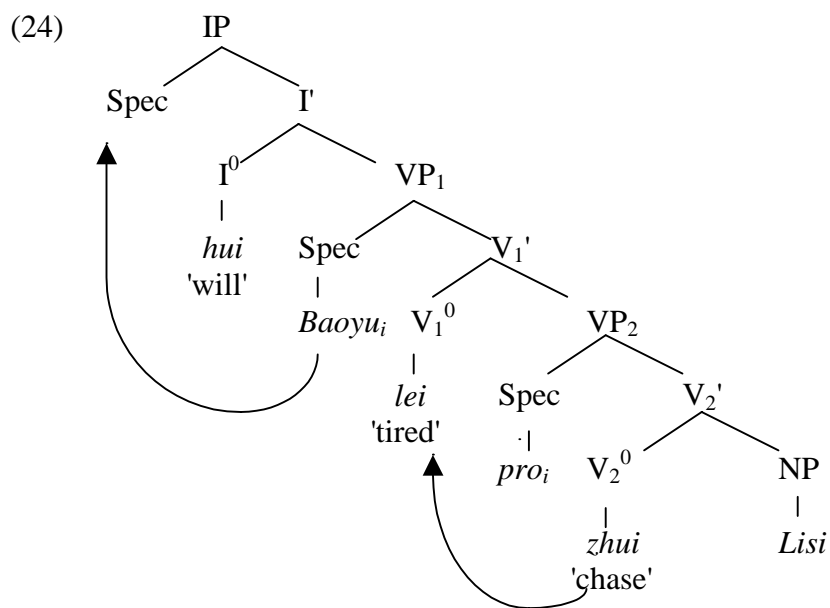 (24) IP
Spec I'
I⁰ VP₁
hui Spec V₁'
'will'
Baoyuᵢ V₁⁰ VP₂
lei Spec V₂'
'tired'
proᵢ V₂⁰ NP
zhui Lisi
'chase'